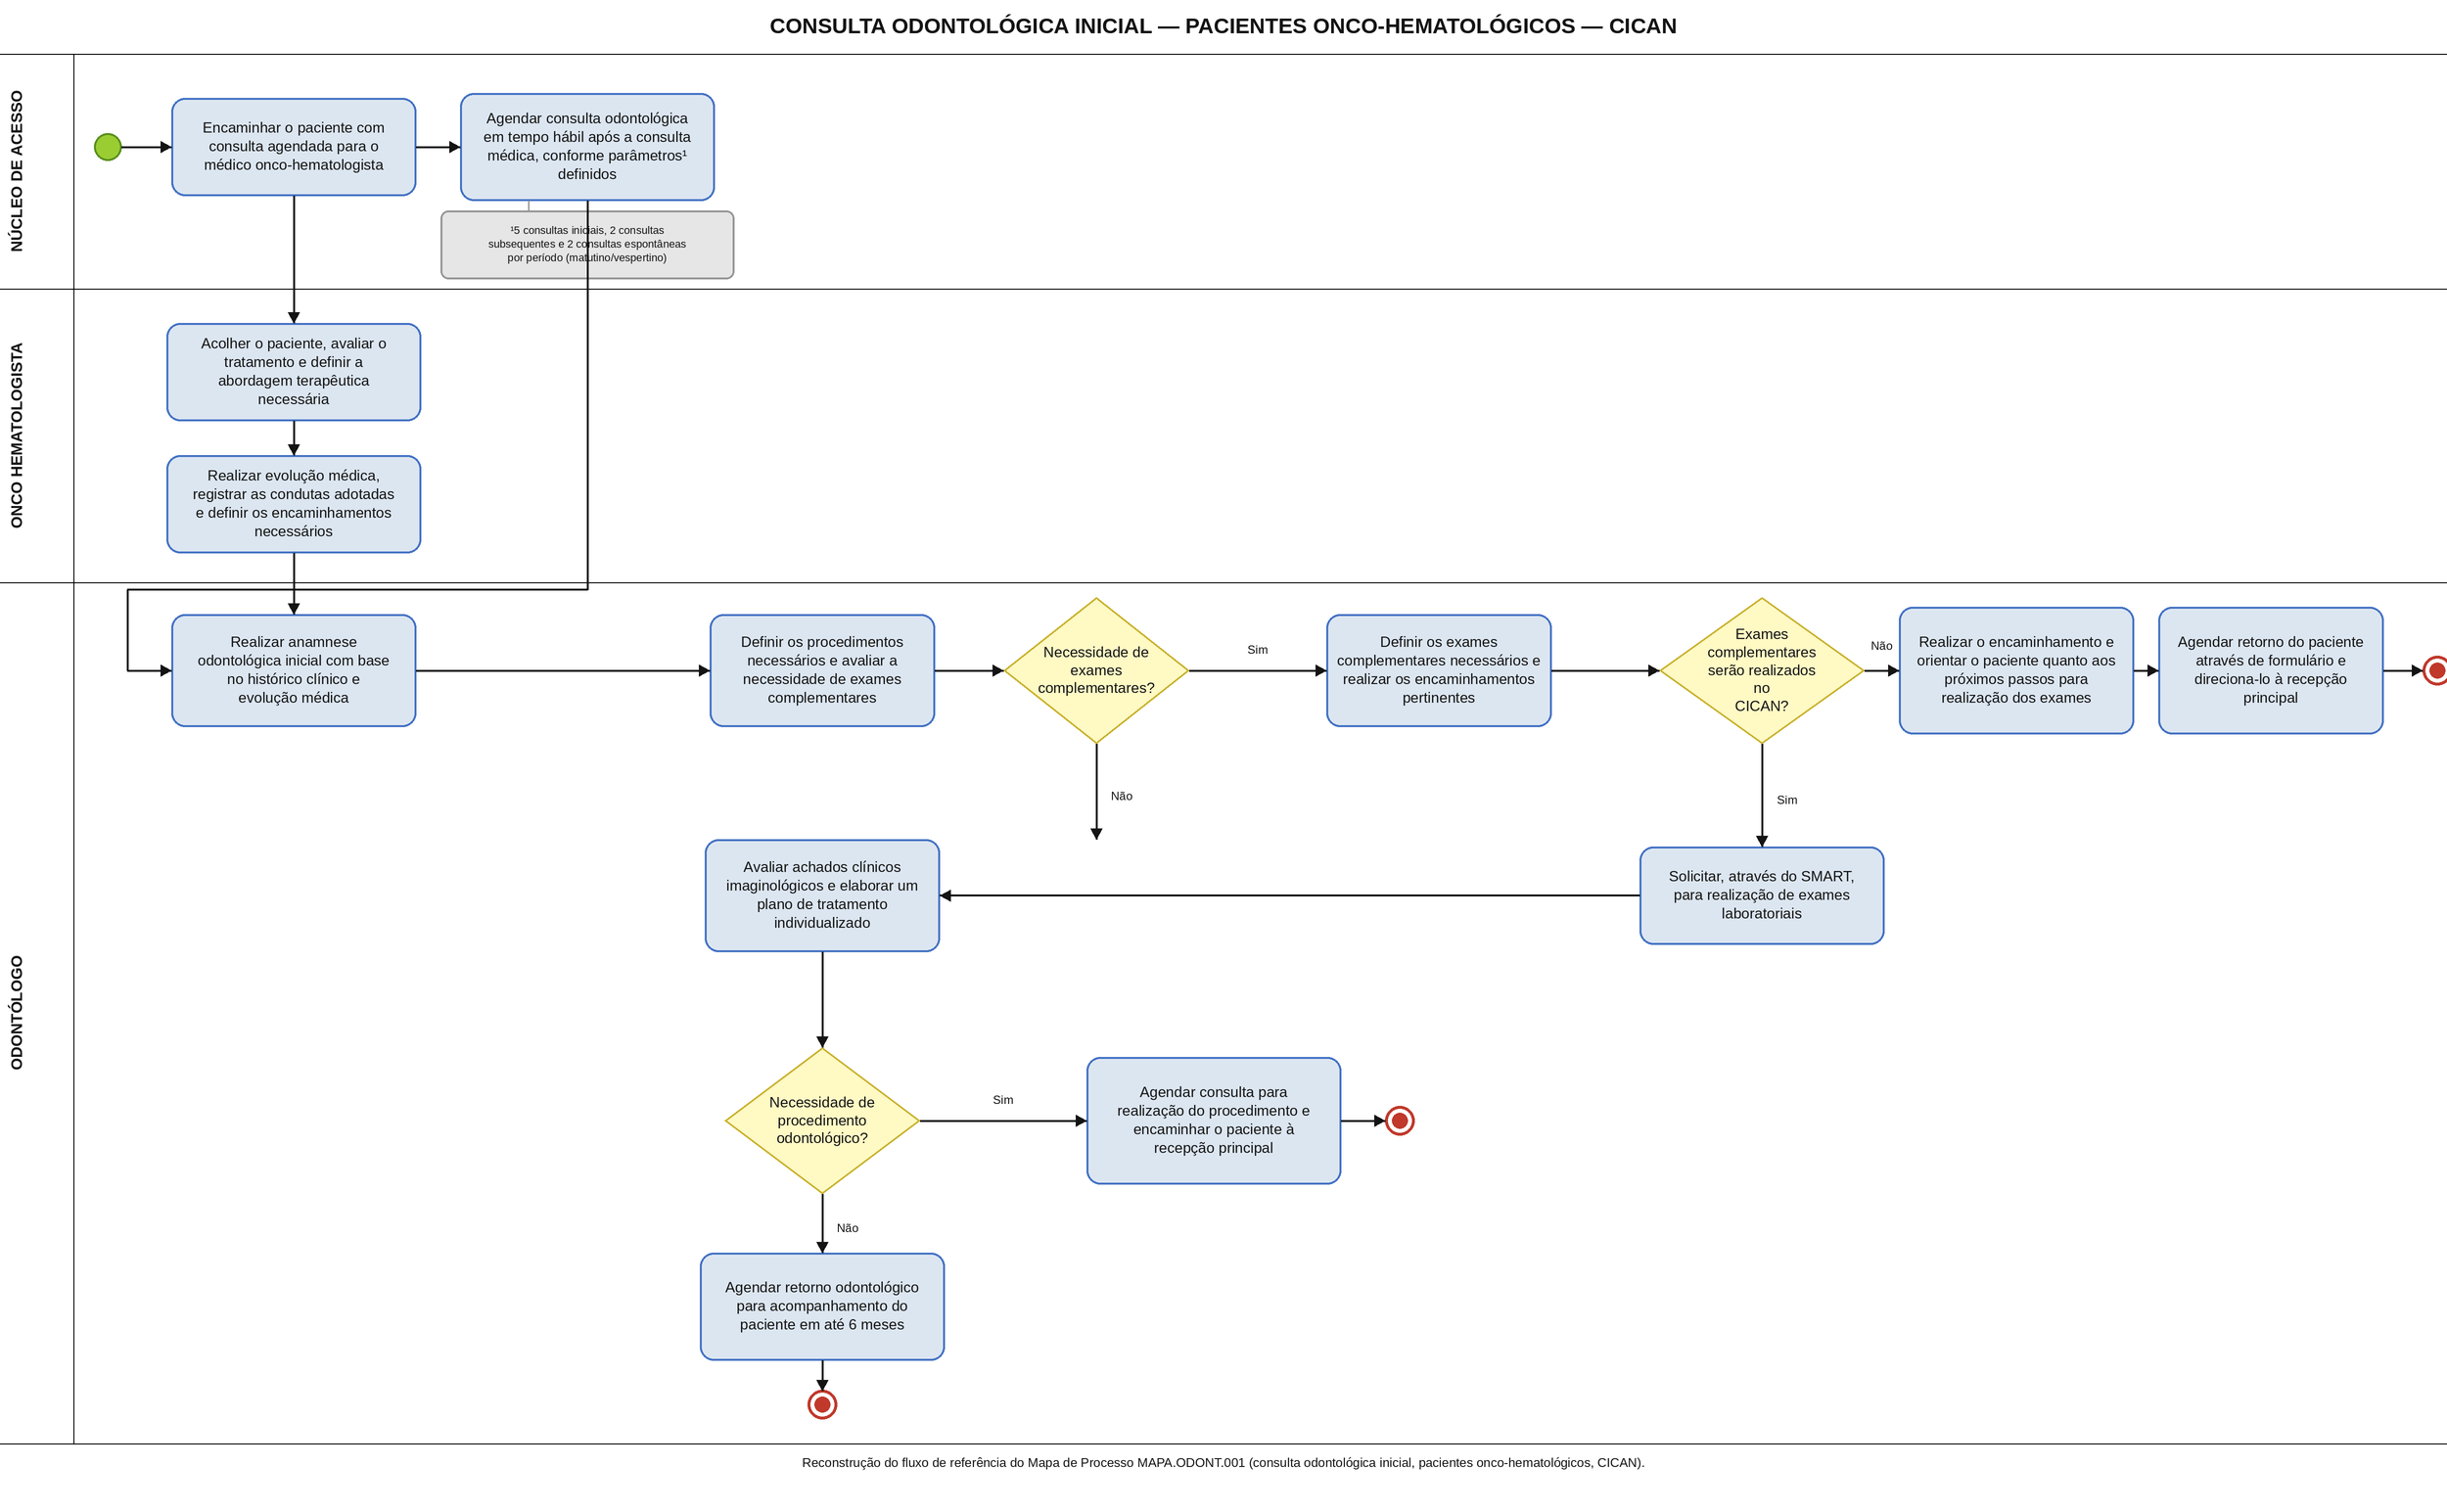 CONSULTA ODONTOLÓGICA INICIAL — PACIENTES ONCO-HEMATOLÓGICOS — CICAN
NÚCLEO DE ACESSO
Encaminhar o paciente com
consulta agendada para o
médico onco-hematologista
Agendar consulta odontológica
em tempo hábil após a consulta
médica, conforme parâmetros¹
definidos
¹5 consultas iniciais, 2 consultas
subsequentes e 2 consultas espontâneas
por período (matutino/vespertino)
ONCO HEMATOLOGISTA
Acolher o paciente, avaliar o
tratamento e definir a
abordagem terapêutica
necessária
Realizar evolução médica,
registrar as condutas adotadas
e definir os encaminhamentos
necessários
ODONTÓLOGO
Realizar anamnese
odontológica inicial com base
no histórico clínico e
evolução médica
Definir os procedimentos
necessários e avaliar a
necessidade de exames
complementares
Necessidade de
exames
complementares?
Sim
Não
Definir os exames
complementares necessários e
realizar os encaminhamentos
pertinentes
Exames
complementares
serão realizados
no
CICAN?
Não
Sim
Realizar o encaminhamento e
orientar o paciente quanto aos
próximos passos para
realização dos exames
Agendar retorno do paciente
através de formulário e
direciona-lo à recepção
principal
Avaliar achados clínicos
imaginológicos e elaborar um
plano de tratamento
individualizado
Solicitar, através do SMART,
para realização de exames
laboratoriais
Necessidade de
procedimento
odontológico?
Sim
Não
Agendar consulta para
realização do procedimento e
encaminhar o paciente à
recepção principal
Agendar retorno odontológico
para acompanhamento do
paciente em até 6 meses
Reconstrução do fluxo de referência do Mapa de Processo MAPA.ODONT.001 (consulta odontológica inicial, pacientes onco-hematológicos, CICAN).